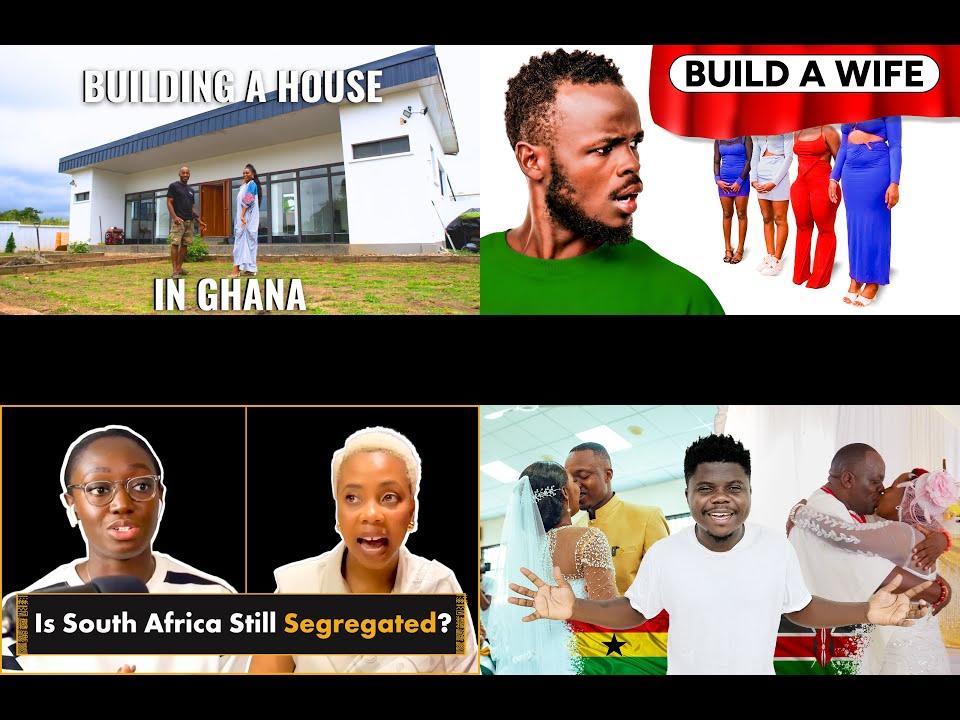 BUILDING A HOUSE
IN GHANA
BUILD A WIFE
Is South Africa Still Segregated?